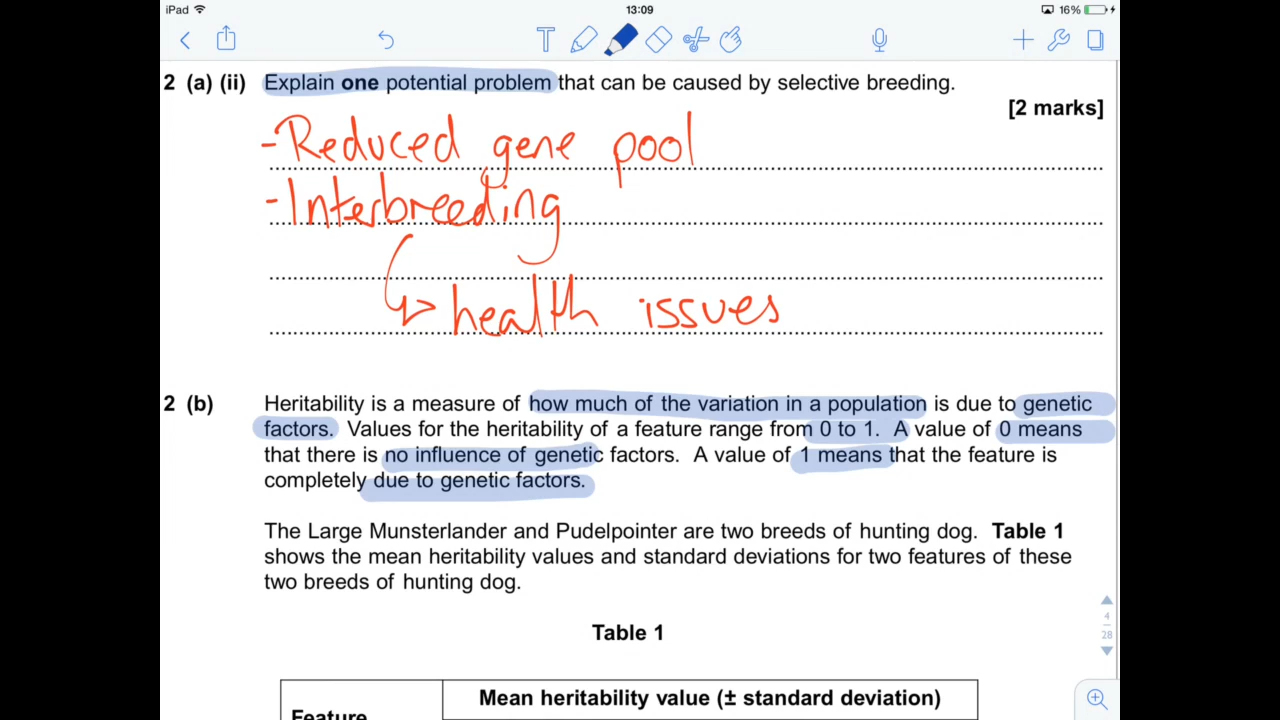 iPad 13:09 16%
T
2 (a) (ii) Explain one potential problem that can be caused by selective breeding.
[2 marks]
- Reduced gene pool
- Interbreeding
health issues
2 (b) Heritability is a measure of how much of the variation in a population is due to genetic
factors. Values for the heritability of a feature range from 0 to 1. A value of 0 means
that there is no influence of genetic factors. A value of 1 means that the feature is
completely due to genetic factors.
The Large Munsterlander and Pudelpointer are two breeds of hunting dog. Table 1
shows the mean heritability values and standard deviations for two features of these
two breeds of hunting dog.
4
28
Table 1
Mean heritability value (± standard deviation)
Feature